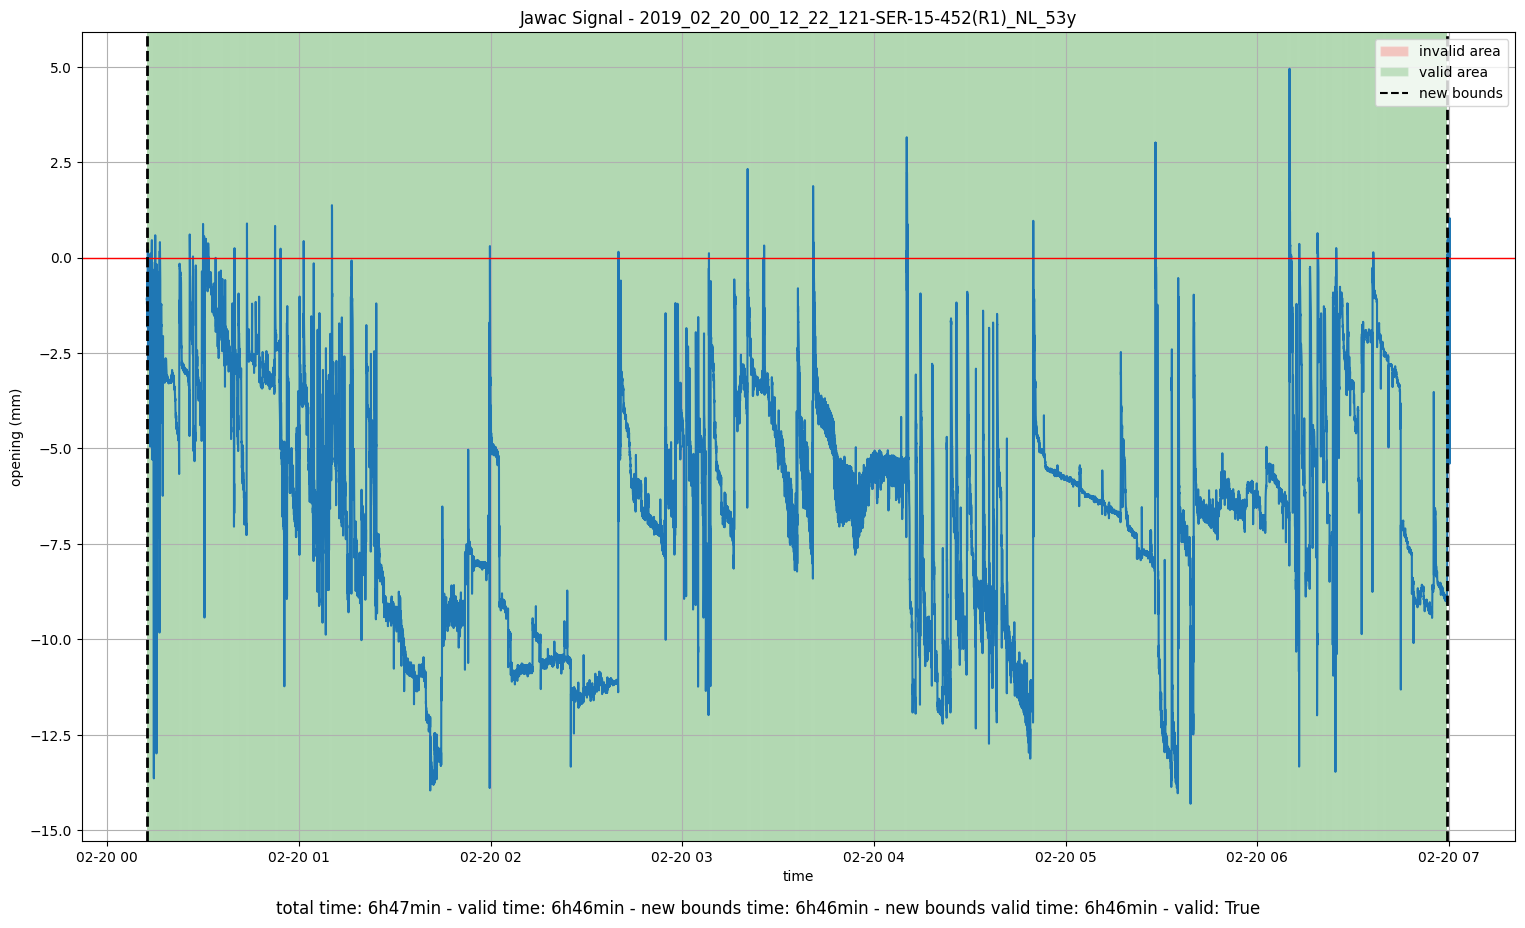 Jawac Signal - 2019_02_20_00_12_22_121-SER-15-452(R1)_NL_53y
invalid area
valid area
new bounds
opening (mm)
5.0
2.5
0.0
−2.5
−5.0
−7.5
−10.0
−12.5
−15.0
02-20 00
02-20 01
02-20 02
02-20 03
02-20 04
02-20 05
02-20 06
02-20 07
time
total time: 6h47min - valid time: 6h46min - new bounds time: 6h46min - new bounds valid time: 6h46min - valid: True